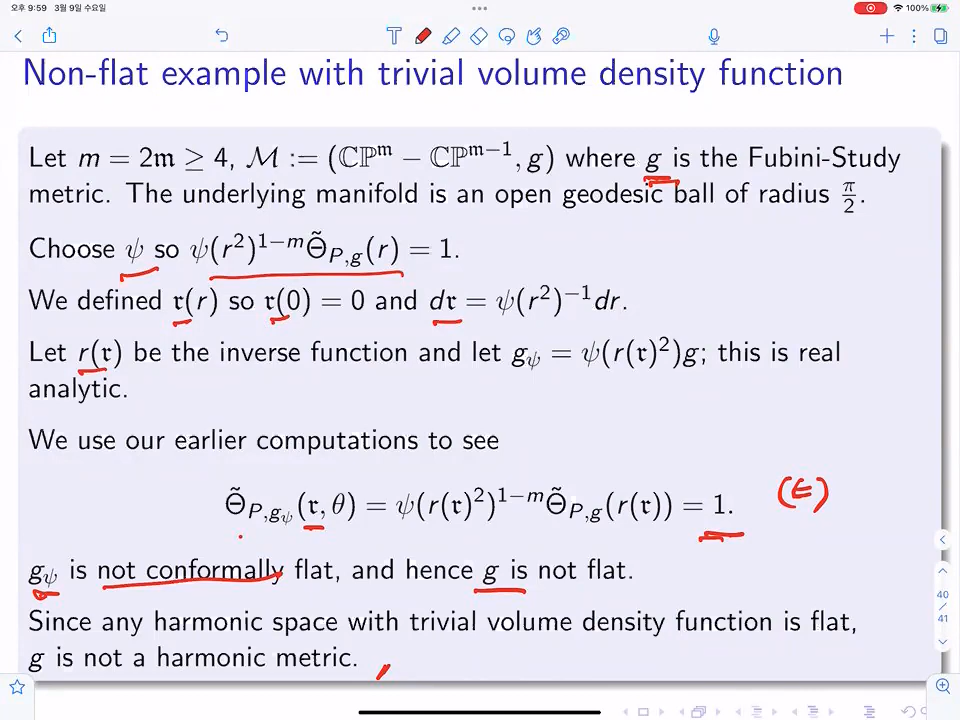 오후 9:59 3월 9일 수요일
100%
Non-flat example with trivial volume density function
Let m = 2𝔪 ≥ 4, ℳ := (ℂℙ^𝔪 − ℂℙ^{𝔪−1}, g) where g is the Fubini-Study
metric. The underlying manifold is an open geodesic ball of radius π/2.
Choose ψ so ψ(r²)^{1−m}Θ̃_{P,g}(r) = 1.
We defined 𝔯(r) so 𝔯(0) = 0 and d𝔯 = ψ(r²)^{−1}dr.
Let r(𝔯) be the inverse function and let g_ψ = ψ(r(𝔯)²)g; this is real
analytic.
We use our earlier computations to see
Θ̃_{P,g_ψ}(𝔯, θ) = ψ(r(𝔯)²)^{1−m}Θ̃_{P,g}(r(𝔯)) = 1.
g_ψ is not conformally flat, and hence g is not flat.
Since any harmonic space with trivial volume density function is flat,
g is not a harmonic metric.
40
/
41